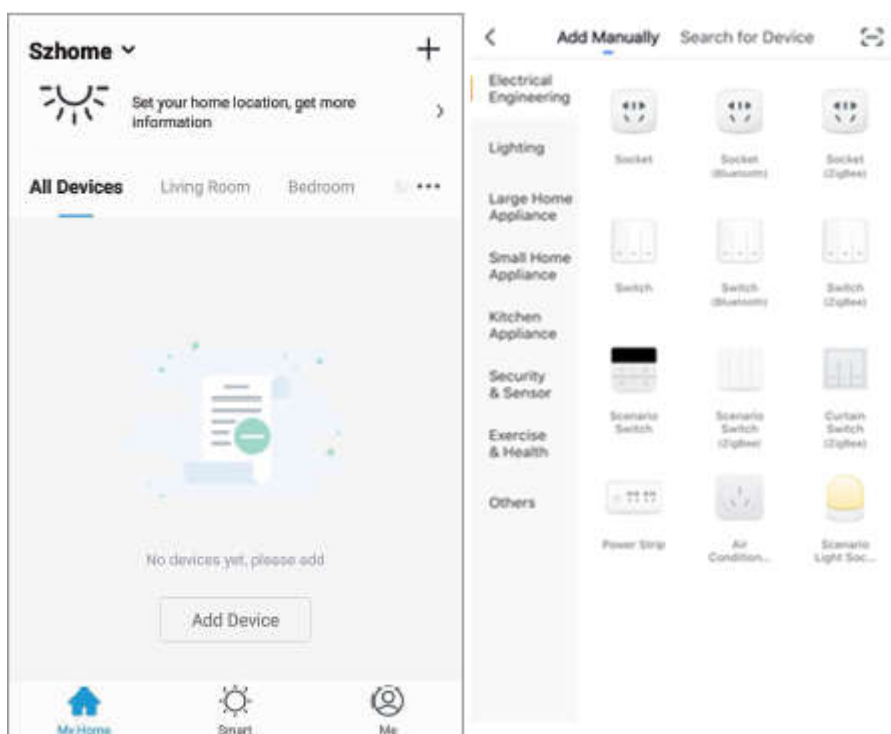 Szhome
Set your home location, get more
information
All Devices Living Room Bedroom
No devices yet, please add
Add Device
My Home Smart Me
Add Manually Search for Device
Electrical
Engineering
Lighting
Large Home
Appliance
Small Home
Appliance
Kitchen
Appliance
Security
& Sensor
Exercise
& Health
Others
Socket
Socket
(Bluetooth)
Socket
(ZigBee)
Switch
Switch
(Bluetooth)
Switch
(ZigBee)
Scenario
Switch
Scenario
Switch
(ZigBee)
Curtain
Switch
(ZigBee)
Power Strip
Air
Condition...
Scenario
Light Soc...